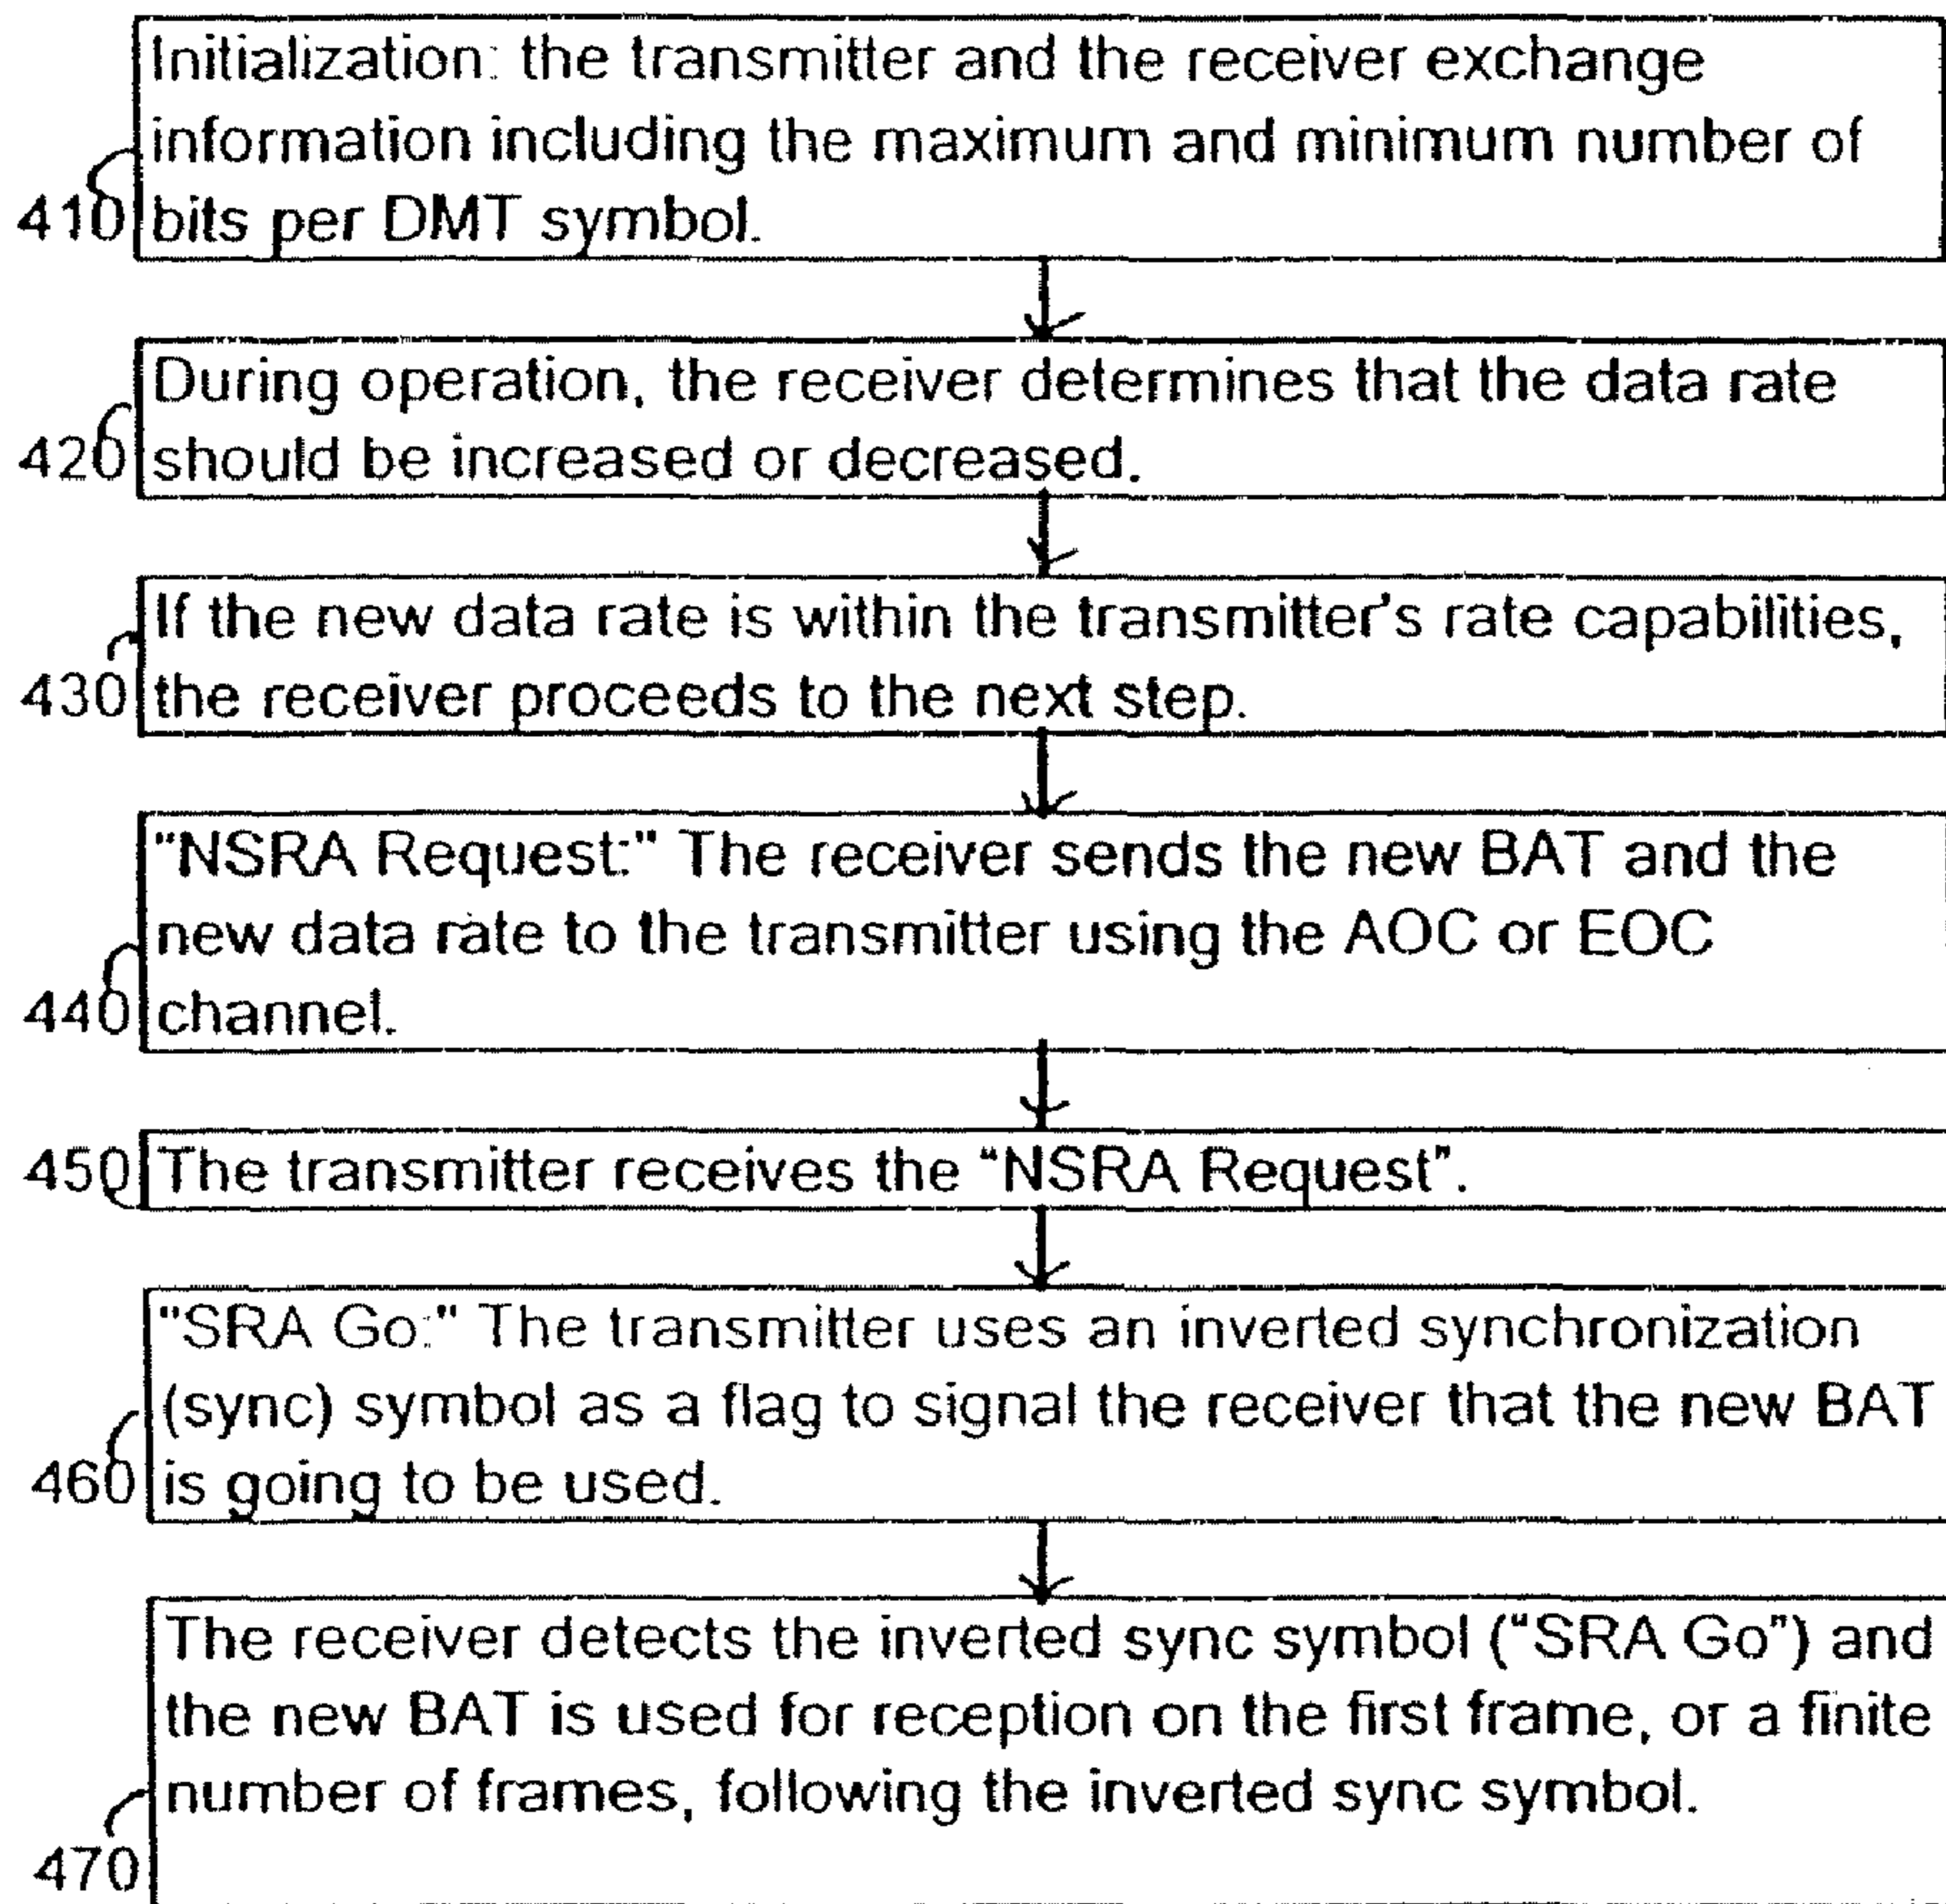 Initialization: the transmitter and the receiver exchange
information including the maximum and minimum number of
410 bits per DMT symbol.
During operation, the receiver determines that the data rate
420 should be increased or decreased.
If the new data rate is within the transmitter's rate capabilities,
430 the receiver proceeds to the next step.
"NSRA Request:" The receiver sends the new BAT and the
new data rate to the transmitter using the AOC or EOC
440 channel.
450 The transmitter receives the "NSRA Request".
"SRA Go:" The transmitter uses an inverted synchronization
(sync) symbol as a flag to signal the receiver that the new BAT
460 is going to be used.
The receiver detects the inverted sync symbol ("SRA Go") and
the new BAT is used for reception on the first frame, or a finite
number of frames, following the inverted sync symbol.
470